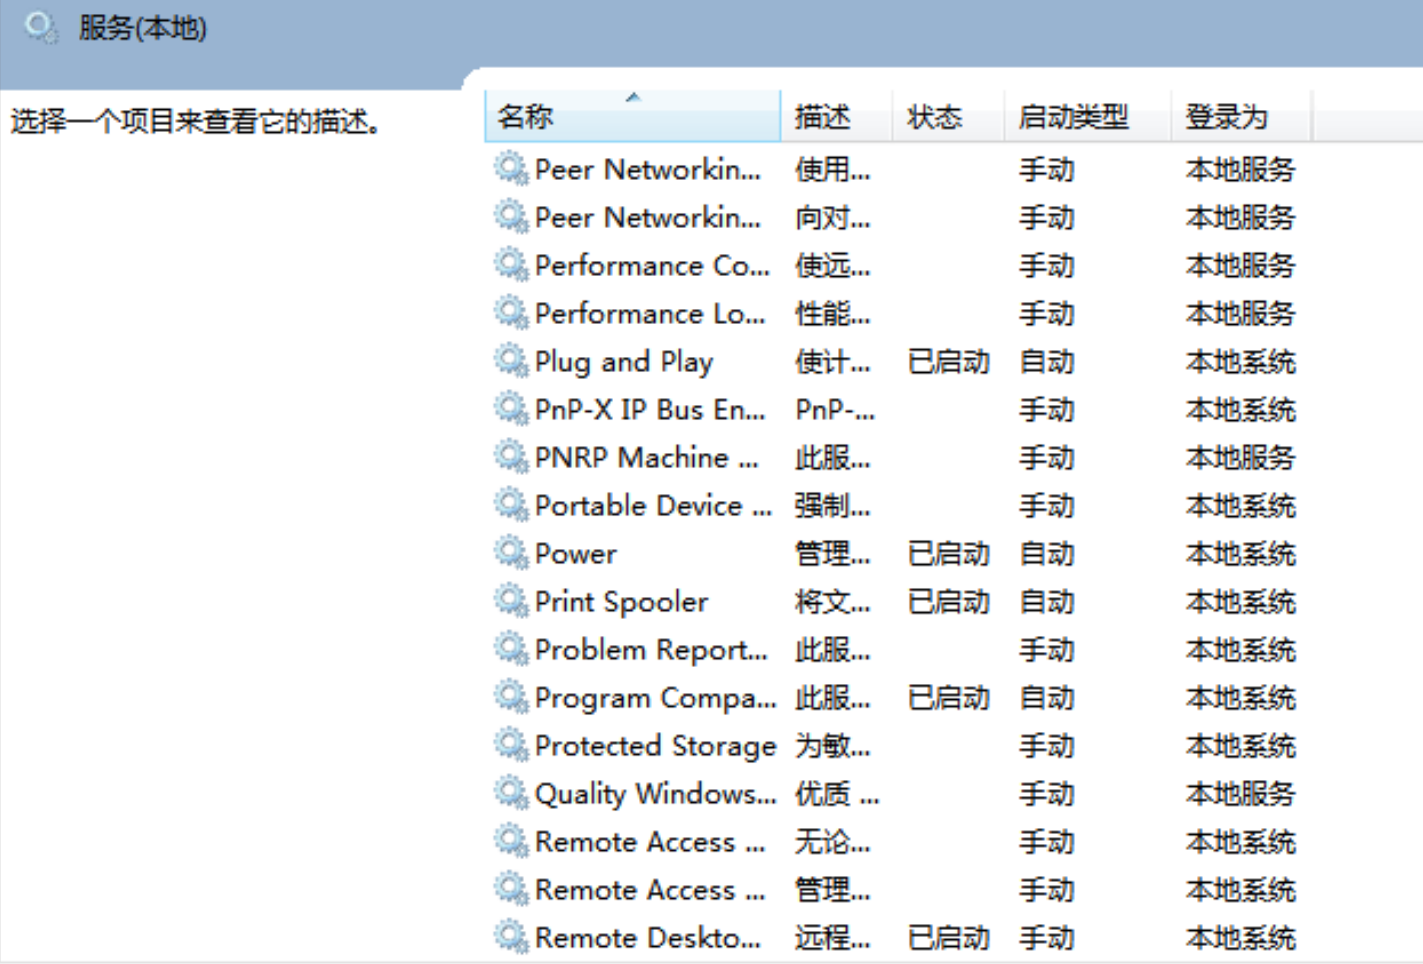 服务(本地)
选择一个项目来查看它的描述。
名称 描述 状态 启动类型 登录为
Peer Networkin... 使用... 手动 本地服务
Peer Networkin... 向对... 手动 本地服务
Performance Co... 使远... 手动 本地服务
Performance Lo... 性能... 手动 本地服务
Plug and Play 使计... 已启动 自动 本地系统
PnP-X IP Bus En... PnP-... 手动 本地系统
PNRP Machine ... 此服... 手动 本地服务
Portable Device ... 强制... 手动 本地系统
Power 管理... 已启动 自动 本地系统
Print Spooler 将文... 已启动 自动 本地系统
Problem Report... 此服... 手动 本地系统
Program Compa... 此服... 已启动 自动 本地系统
Protected Storage 为敏... 手动 本地系统
Quality Windows... 优质 ... 手动 本地服务
Remote Access ... 无论... 手动 本地系统
Remote Access ... 管理... 手动 本地系统
Remote Deskto... 远程... 已启动 手动 本地系统